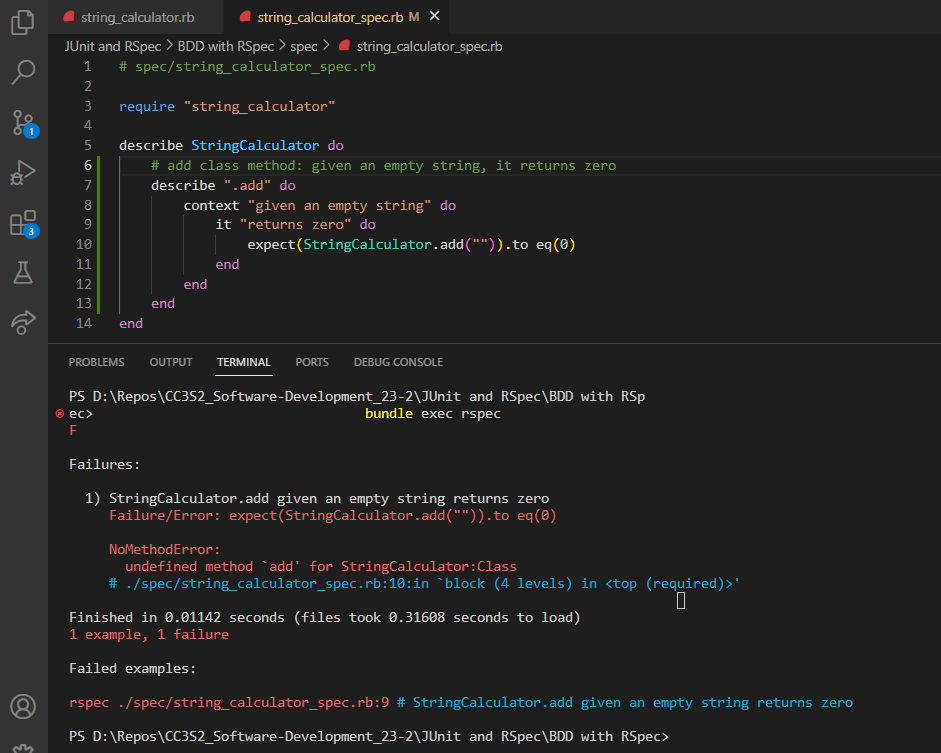 string_calculator.rb string_calculator_spec.rb M
JUnit and RSpec > BDD with RSpec > spec > string_calculator_spec.rb
1 # spec/string_calculator_spec.rb
2
3 require "string_calculator"
4
5 describe StringCalculator do
6 # add class method: given an empty string, it returns zero
7 describe ".add" do
8 context "given an empty string" do
9 it "returns zero" do
10 expect(StringCalculator.add("")).to eq(0)
11 end
12 end
13 end
14 end
1
3
PROBLEMS OUTPUT TERMINAL PORTS DEBUG CONSOLE
PS D:\Repos\CC3S2_Software-Development_23-2\JUnit and RSpec\BDD with RSp
ec> bundle exec rspec
F
Failures:
1) StringCalculator.add given an empty string returns zero
Failure/Error: expect(StringCalculator.add("")).to eq(0)
NoMethodError:
undefined method `add' for StringCalculator:Class
# ./spec/string_calculator_spec.rb:10:in `block (4 levels) in <top (required)>'
Finished in 0.01142 seconds (files took 0.31608 seconds to load)
1 example, 1 failure
Failed examples:
rspec ./spec/string_calculator_spec.rb:9 # StringCalculator.add given an empty string returns zero
PS D:\Repos\CC3S2_Software-Development_23-2\JUnit and RSpec\BDD with RSpec>